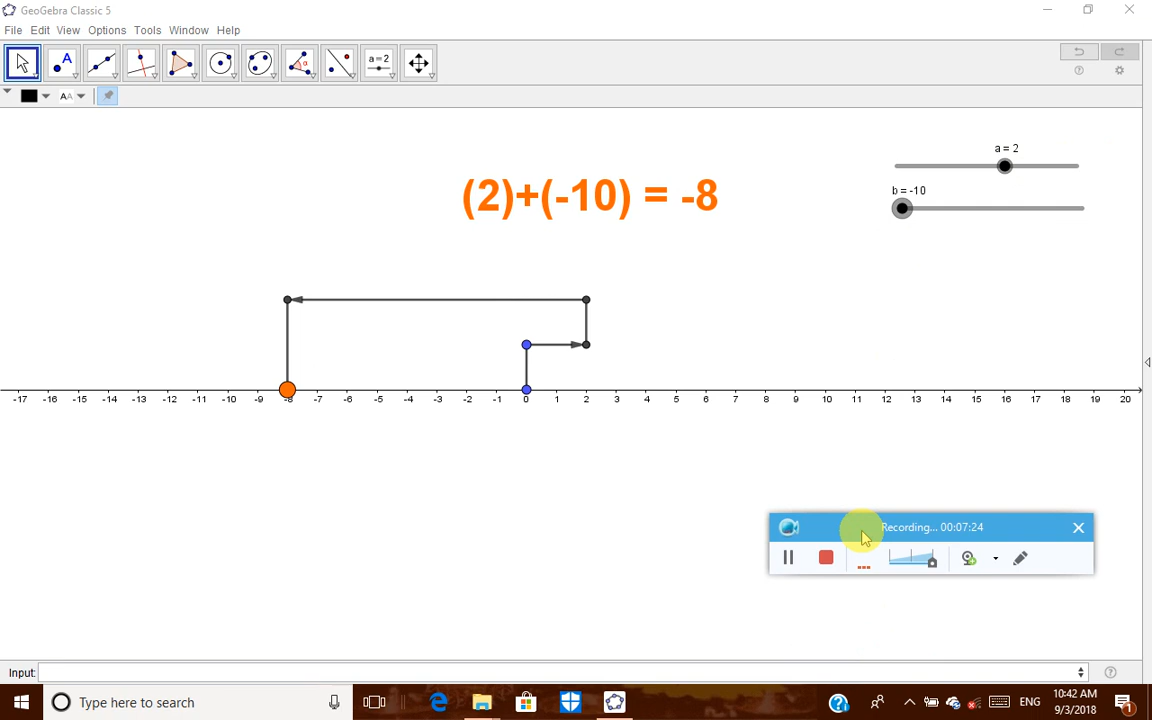 GeoGebra Classic 5
File Edit View Options Tools Window Help
A a = 2
AA
a = 2
(2)+(-10) = -8
b = -10
-17 -16 -15 -14 -13 -12 -11 -10 -9 -8 -7 -6 -5 -4 -3 -2 -1 0 1 2 3 4 5 6 7 8 9 10 11 12 13 14 15 16 17 18 19 20
Recording... 00:07:24
Input:
Type here to search
ENG
10:42 AM
9/3/2018
1